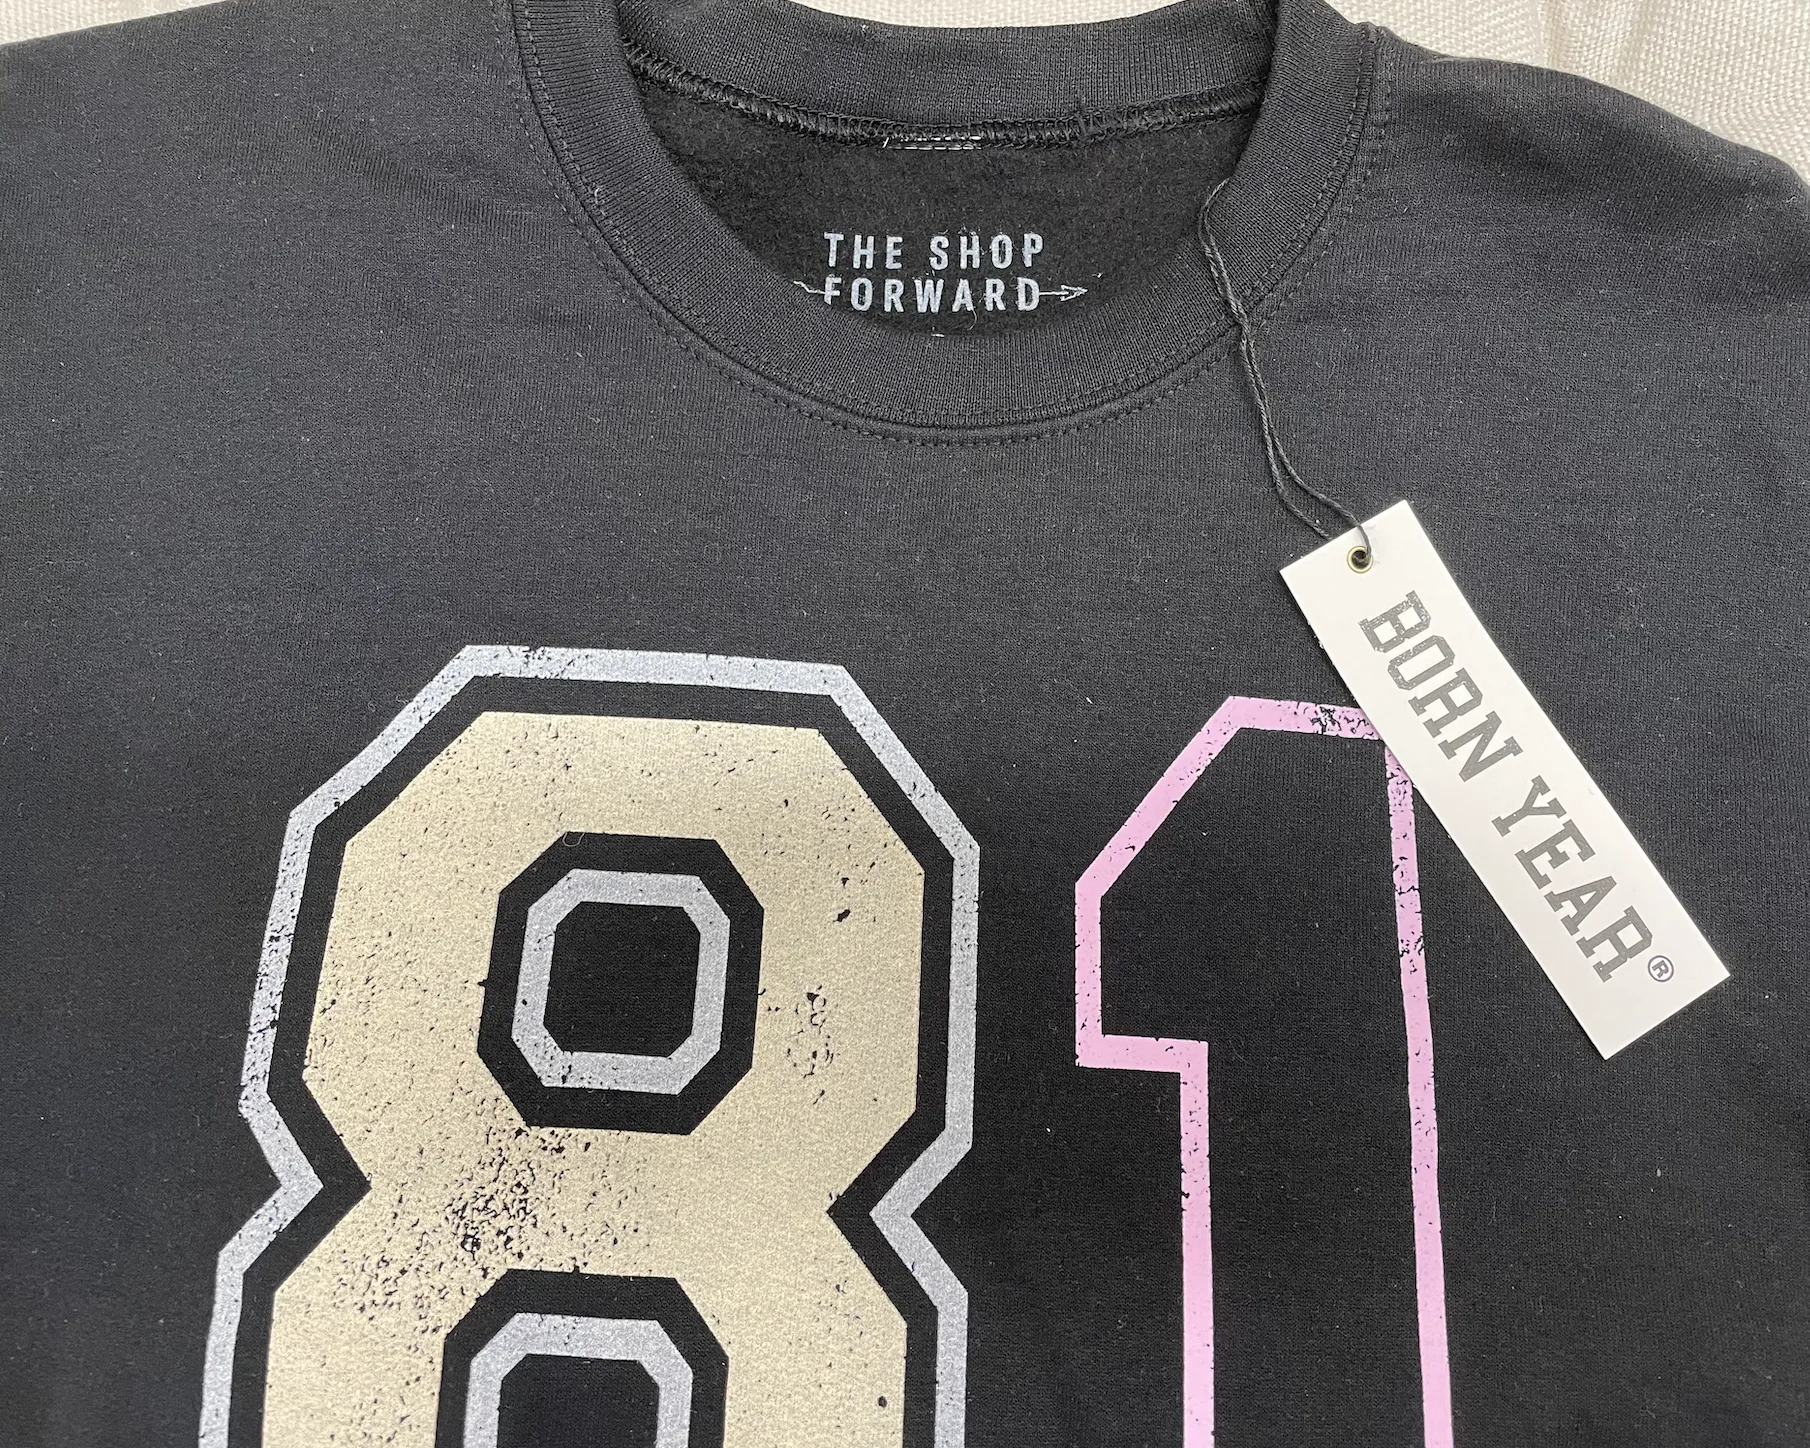 THE SHOP
FORWARD
BORN YEAR®
81